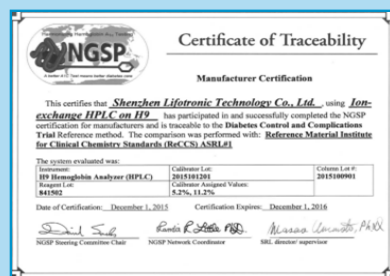 NGSP
Certificate of Traceability
Manufacturer Certification
This certifies that Shenzhen Lifotronic Technology Co., Ltd. , using Ion-
exchange HPLC on H9 has participated in and successfully completed the NGSP
certification for manufacturers and is traceable to the Diabetes Control and Complications
Trial Reference method. The comparison was performed with: Reference Material Institute
for Clinical Chemistry Standards (ReCCS) ASRL#1
The system evaluated was:
Instrument: Calibrator Lot: Column Lot #:
H9 Hemoglobin Analyzer (HPLC) 2015101201 2015100901
Reagent Lot: Calibrator Assigned Values:
841502 5.2%, 11.2%
Date of Certification: December 1, 2015 Certification Expires: December 1, 2016
NGSP Steering Committee Chair NGSP Network Coordinator SRL director/ supervisor